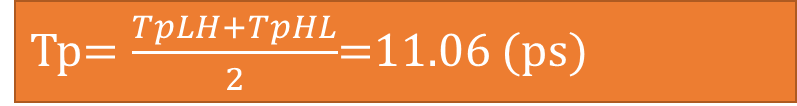 Tp= (TpLH+TpHL)/2 =11.06 (ps)